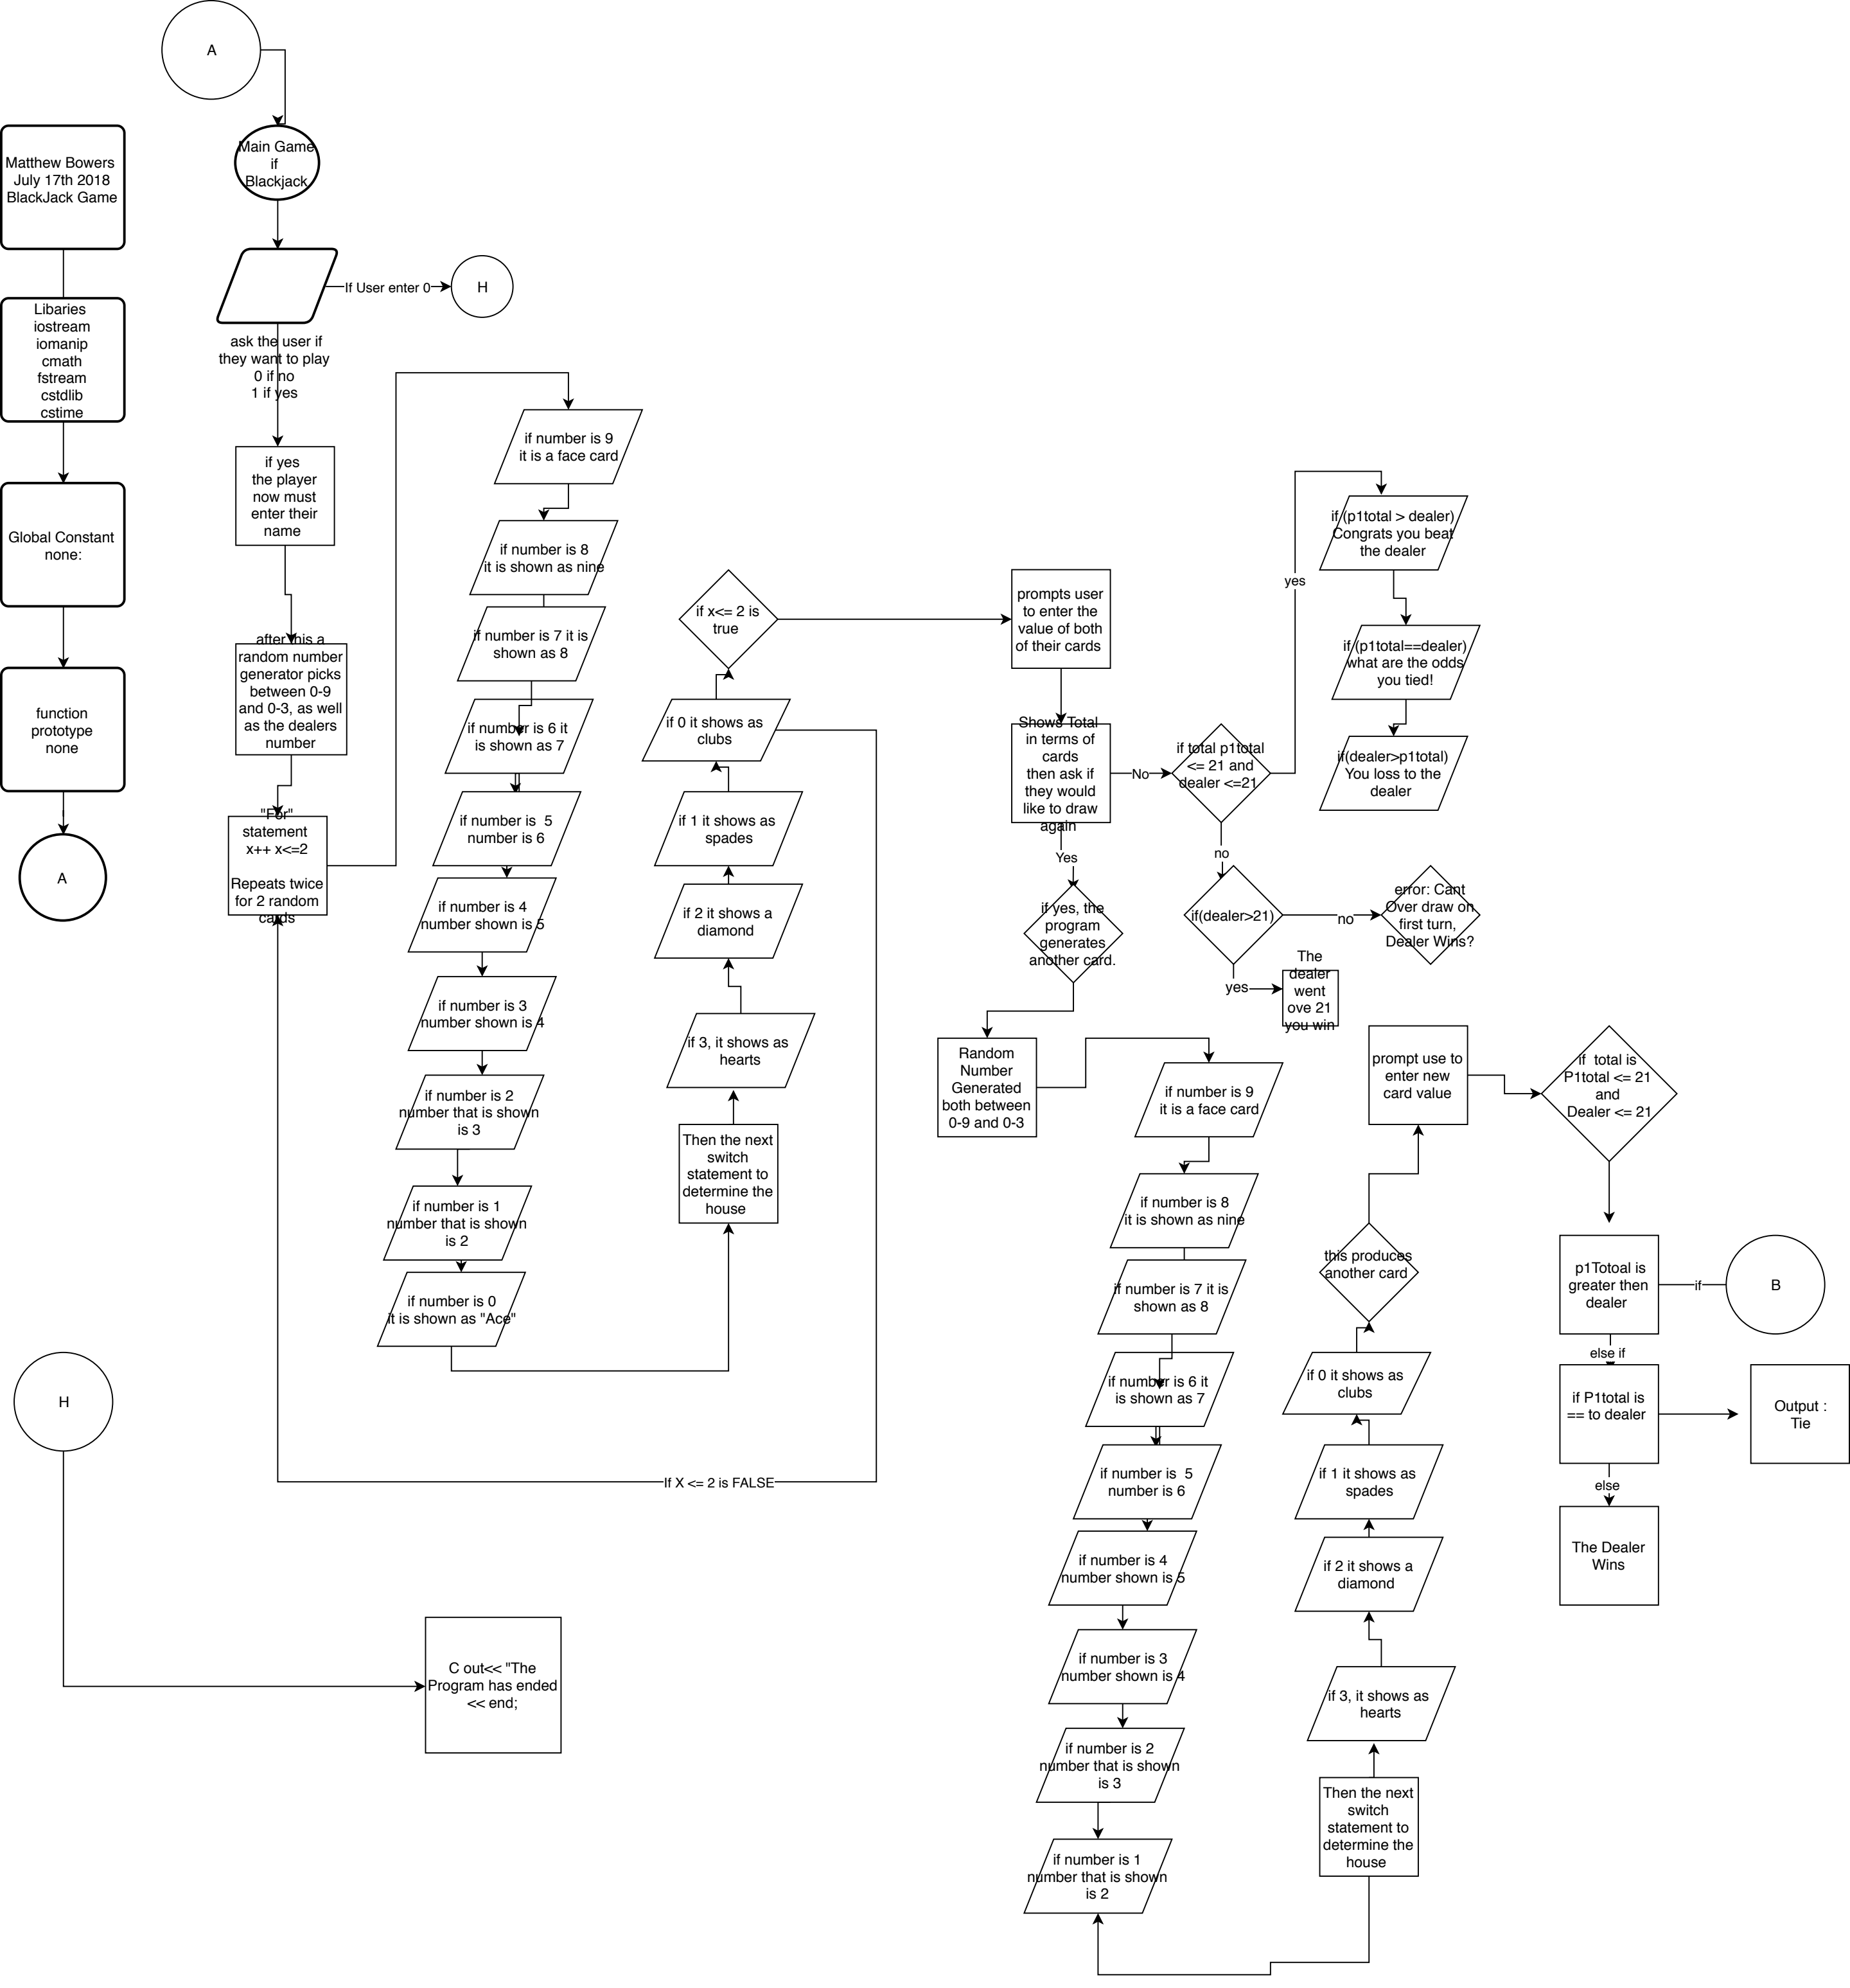 A
Matthew Bowers
July 17th 2018
BlackJack Game
Libaries
iostream
iomanip
cmath
fstream
cstdlib
cstime
Global Constant
none:
function
prototype
none
A
Main Game
if
Blackjack
If User enter 0
H
ask the user if
they want to play
0 if no
1 if yes
if yes
the player
now must
enter their
name
after this a
random number
generator picks
between 0-9
and 0-3, as well
as the dealers
number
"For"
statement
x++ x<=2
Repeats twice
for 2 random
cards
if number is 9
it is a face card
if number is 8
it is shown as nine
if number is 7 it is
shown as 8
if number is 6 it
is shown as 7
if number is  5
number is 6
if number is 4
number shown is 5
if number is 3
number shown is 4
if number is 2
number that is shown
is 3
if number is 1
number that is shown
is 2
if number is 0
it is shown as "Ace"
Then the next
switch
statement to
determine the
house
if 3, it shows as
hearts
if 2 it shows a
diamond
if 1 it shows as
spades
if 0 it shows as
clubs
if x<= 2 is
true
If X <= 2 is FALSE
prompts user
to enter the
value of both
of their cards
Shows Total
in terms of
cards
then ask if
they would
like to draw
again
No
Yes
if total p1total
<= 21 and
dealer <=21
yes
if (p1total > dealer)
Congrats you beat
the dealer
if (p1total==dealer)
what are the odds
you tied!
if(dealer>p1total)
You loss to the
dealer
no
if(dealer>21)
no
error: Cant
Over draw on
first turn,
Dealer Wins?
yes
The
dealer
went
ove 21
you win
if yes, the
program
generates
another card.
Random
Number
Generated
both between
0-9 and 0-3
if number is 9
it is a face card
if number is 8
it is shown as nine
if number is 7 it is
shown as 8
if number is 6 it
is shown as 7
if number is  5
number is 6
if number is 4
number shown is 5
if number is 3
number shown is 4
if number is 2
number that is shown
is 3
if number is 1
number that is shown
is 2
Then the next
switch
statement to
determine the
house
if 3, it shows as
hearts
if 2 it shows a
diamond
if 1 it shows as
spades
if 0 it shows as
clubs
this produces
another card
prompt use to
enter new
card value
if  total is
P1total <= 21
and
Dealer <= 21
p1Totoal is
greater then
dealer
if
B
else if
if P1total is
== to dealer
Output :
Tie
else
The Dealer
Wins
H
C out<< "The
Program has ended
<< end;